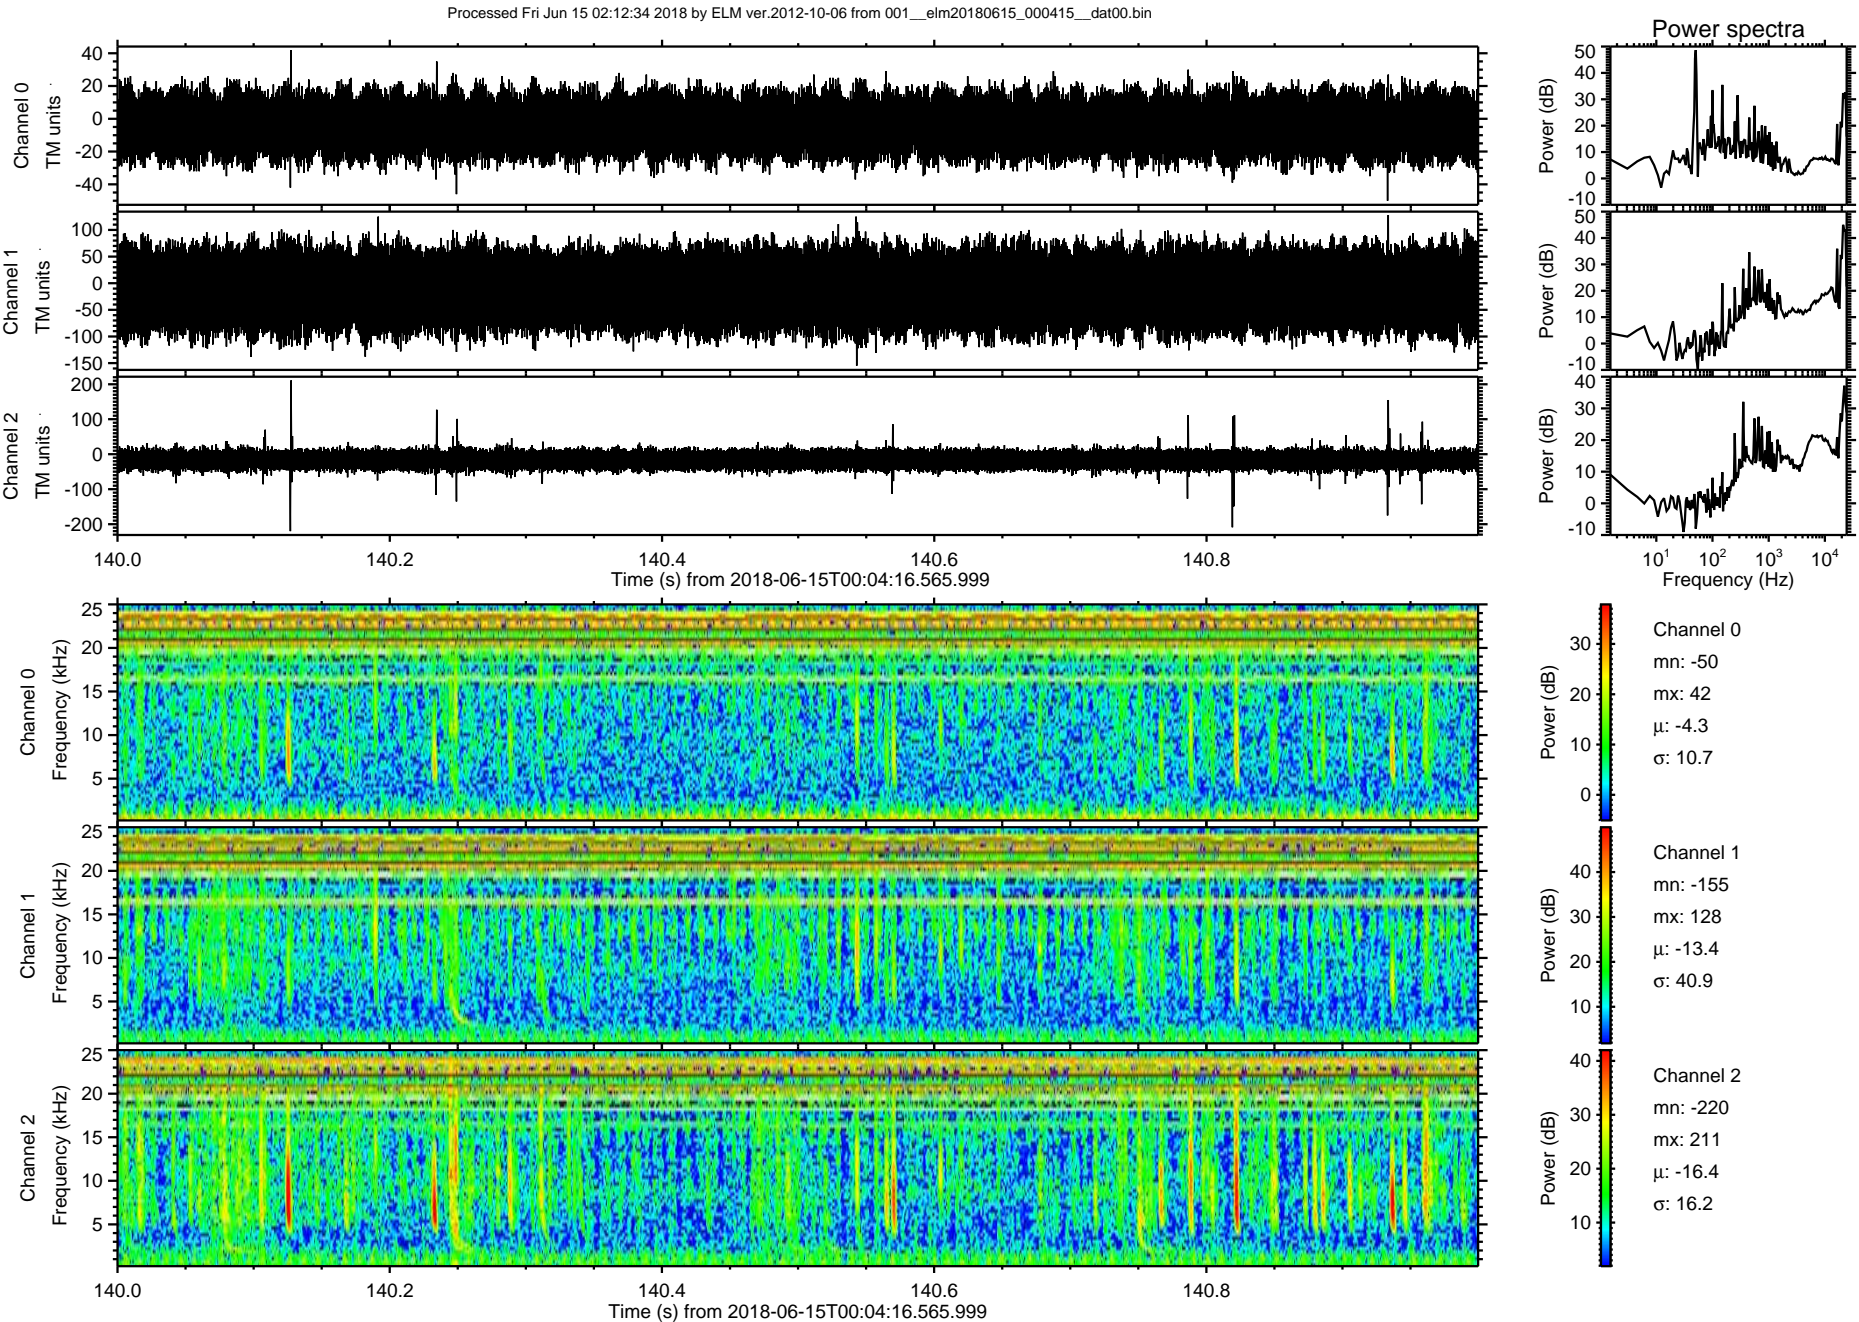 Processed Fri Jun 15 02:12:34 2018 by ELM ver.2012-10-06 from 001__elm20180615_000415__dat00.bin
Power spectra
Channel 0
TM units
40
20
0
-20
-40
Power (dB)
50
40
30
20
10
0
-10
Channel 1
TM units
100
50
0
-50
-100
-150
Power (dB)
50
40
30
20
10
0
-10
Channel 2
TM units
200
100
0
-100
-200
Power (dB)
40
30
20
10
0
-10
140.0 140.2 140.4 140.6 140.8
Time (s) from 2018-06-15T00:04:16.565.999
10^1 10^2 10^3 10^4
Frequency (Hz)
Channel 0
Frequency (kHz)
25
20
15
10
5
Power (dB)
30
20
10
0
Channel 0
mn: -50
mx: 42
µ: -4.3
σ: 10.7
Channel 1
Frequency (kHz)
25
20
15
10
5
Power (dB)
40
30
20
10
Channel 1
mn: -155
mx: 128
µ: -13.4
σ: 40.9
Channel 2
Frequency (kHz)
25
20
15
10
5
Power (dB)
40
30
20
10
Channel 2
mn: -220
mx: 211
µ: -16.4
σ: 16.2
140.0 140.2 140.4 140.6 140.8
Time (s) from 2018-06-15T00:04:16.565.999